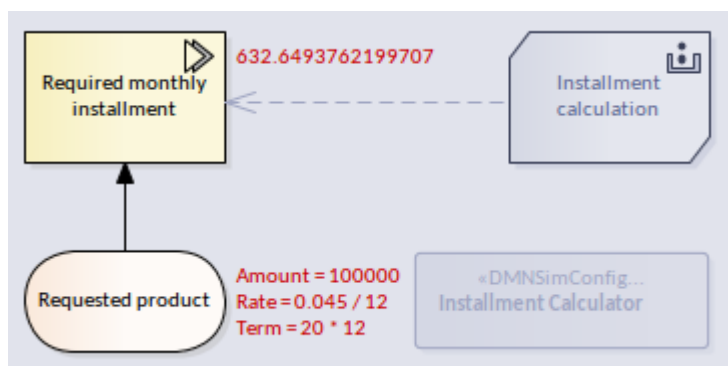 Required monthly
installment
632.6493762199707
Installment
calculation
Requested product
Amount = 100000
Rate = 0.045 / 12
Term = 20 * 12
«DMNSimConfig...
Installment Calculator